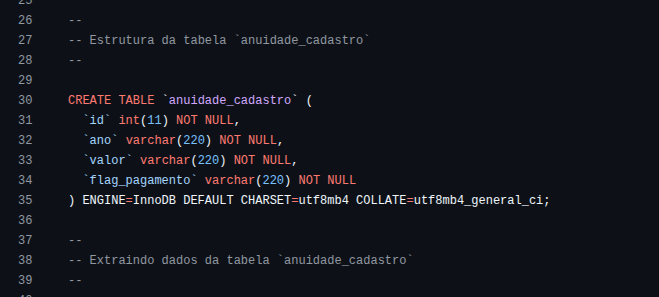 26 --
27 -- Estrutura da tabela `anuidade_cadastro`
28 --
29
30 CREATE TABLE `anuidade_cadastro` (
31 `id` int(11) NOT NULL,
32 `ano` varchar(220) NOT NULL,
33 `valor` varchar(220) NOT NULL,
34 `flag_pagamento` varchar(220) NOT NULL
35 ) ENGINE=InnoDB DEFAULT CHARSET=utf8mb4 COLLATE=utf8mb4_general_ci;
36
37 --
38 -- Extraindo dados da tabela `anuidade_cadastro`
39 --